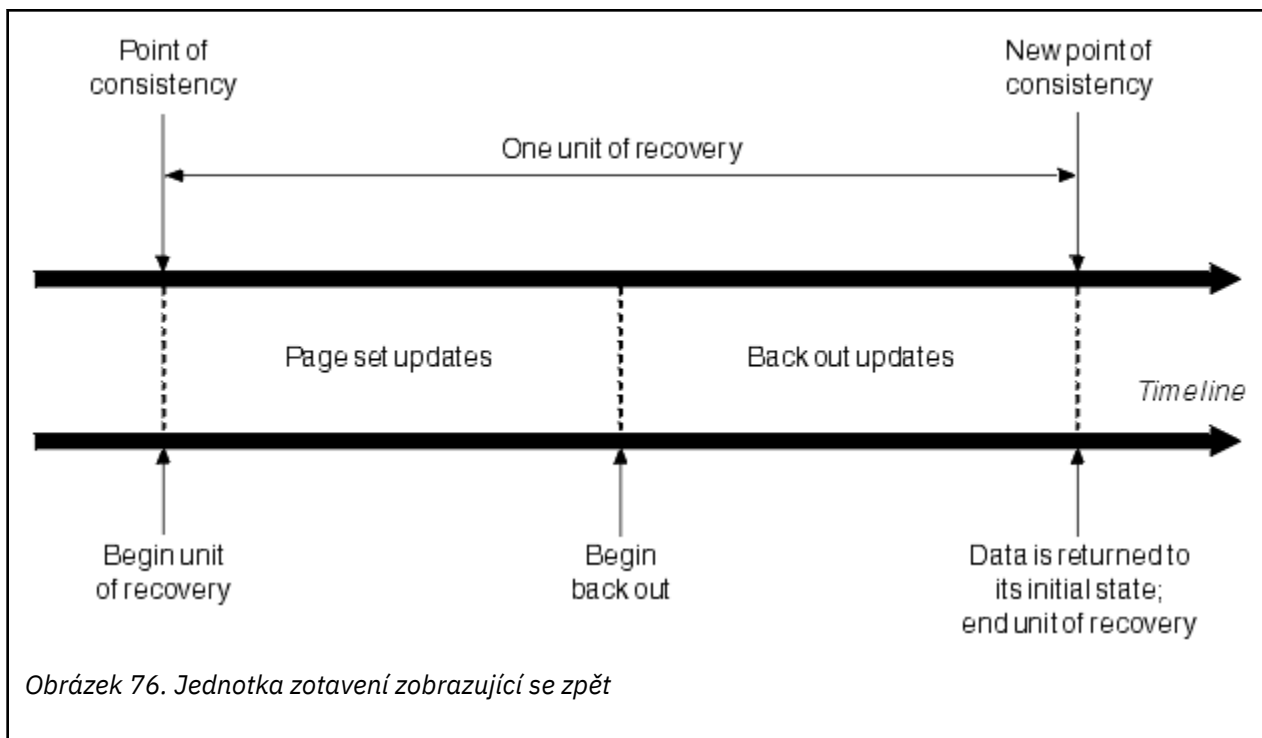 Point of
consistency
New point of
consistency
One unit of recovery
Page set updates
Back out updates
Timeline
Begin unit
of recovery
Begin
back out
Data is returned to
its initial state;
end unit of recovery
Obrázek 76. Jednotka zotavení zobrazující se zpět